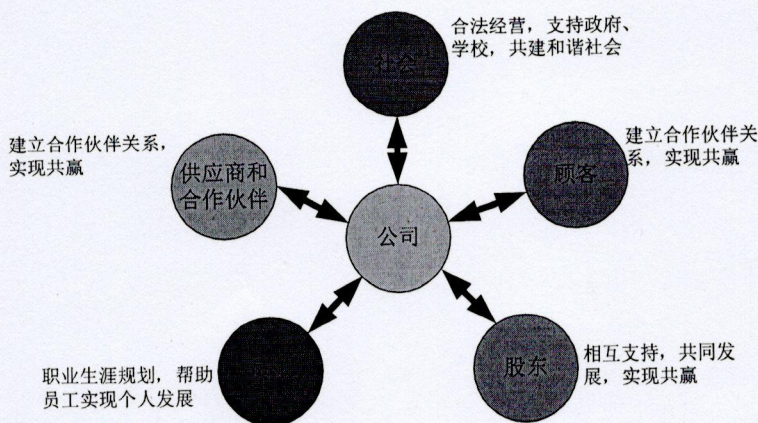 合法经营，支持政府、
学校，共建和谐社会
社会
建立合作伙伴关系，
实现共赢
供应商和
合作伙伴
建立合作伙伴关
系，实现共赢
顾客
公司
职业生涯规划，帮助
员工实现个人发展
股东
相互支持，共同发
展，实现共赢